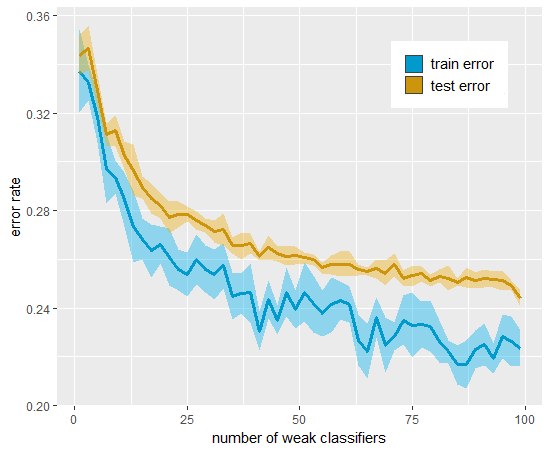 0.36
0.32
0.28
0.24
0.20
error rate
train error
test error
0 25 50 75 100
number of weak classifiers